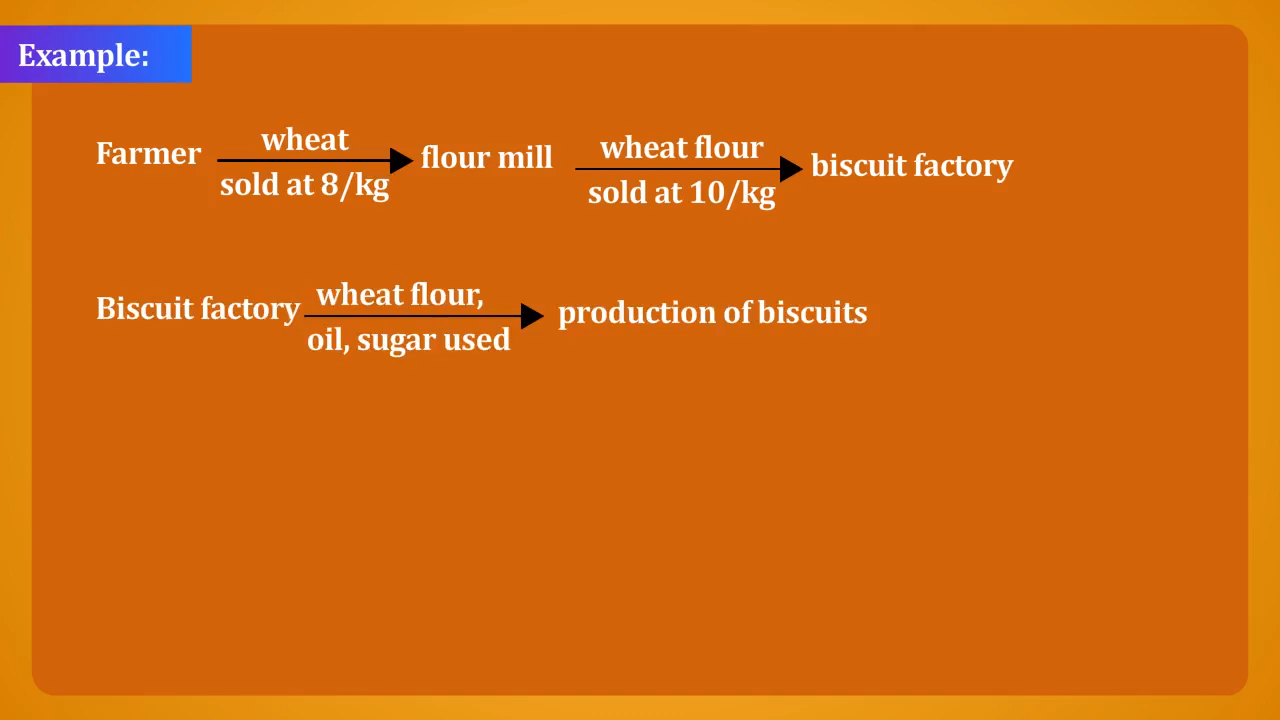 Example:
Farmer wheat flour mill wheat flour biscuit factory
sold at 8/kg sold at 10/kg
Biscuit factory wheat flour, production of biscuits
oil, sugar used